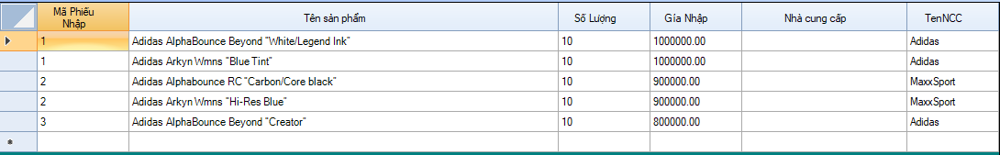 Mã Phiếu Nhập Tên sản phẩm Số Lượng Gía Nhập Nhà cung cấp TenNCC
1 Adidas AlphaBounce Beyond "White/Legend Ink" 10 1000000.00 Adidas
1 Adidas Arkyn Wmns "Blue Tint" 10 1000000.00 Adidas
2 Adidas Alphabounce RC "Carbon/Core black" 10 900000.00 MaxxSport
2 Adidas Arkyn Wmns "Hi-Res Blue" 10 900000.00 MaxxSport
3 Adidas AlphaBounce Beyond "Creator" 10 800000.00 Adidas